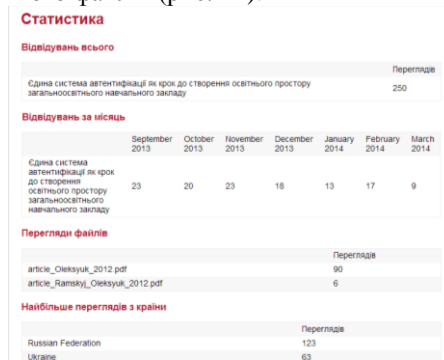 Статистика
Відвідувань всього
Переглядів
Єдина система автентифікації як крок до створення освітнього простору
загальноосвітнього навчального закладу
250
Відвідувань за місяць
September 2013 October 2013 November 2013 December 2013 January 2014 February 2014 March 2014
Єдина система
автентифікації як крок
до створення
освітнього простору
загальноосвітнього
навчального закладу
23 20 23 18 13 17 9
Перегляди файлів
Переглядів
article_Oleksyuk_2012.pdf 90
article_Ramskyj_Oleksyuk_2012.pdf 6
Найбільше переглядів з країни
Переглядів
Russian Federation 123
Ukraine 63